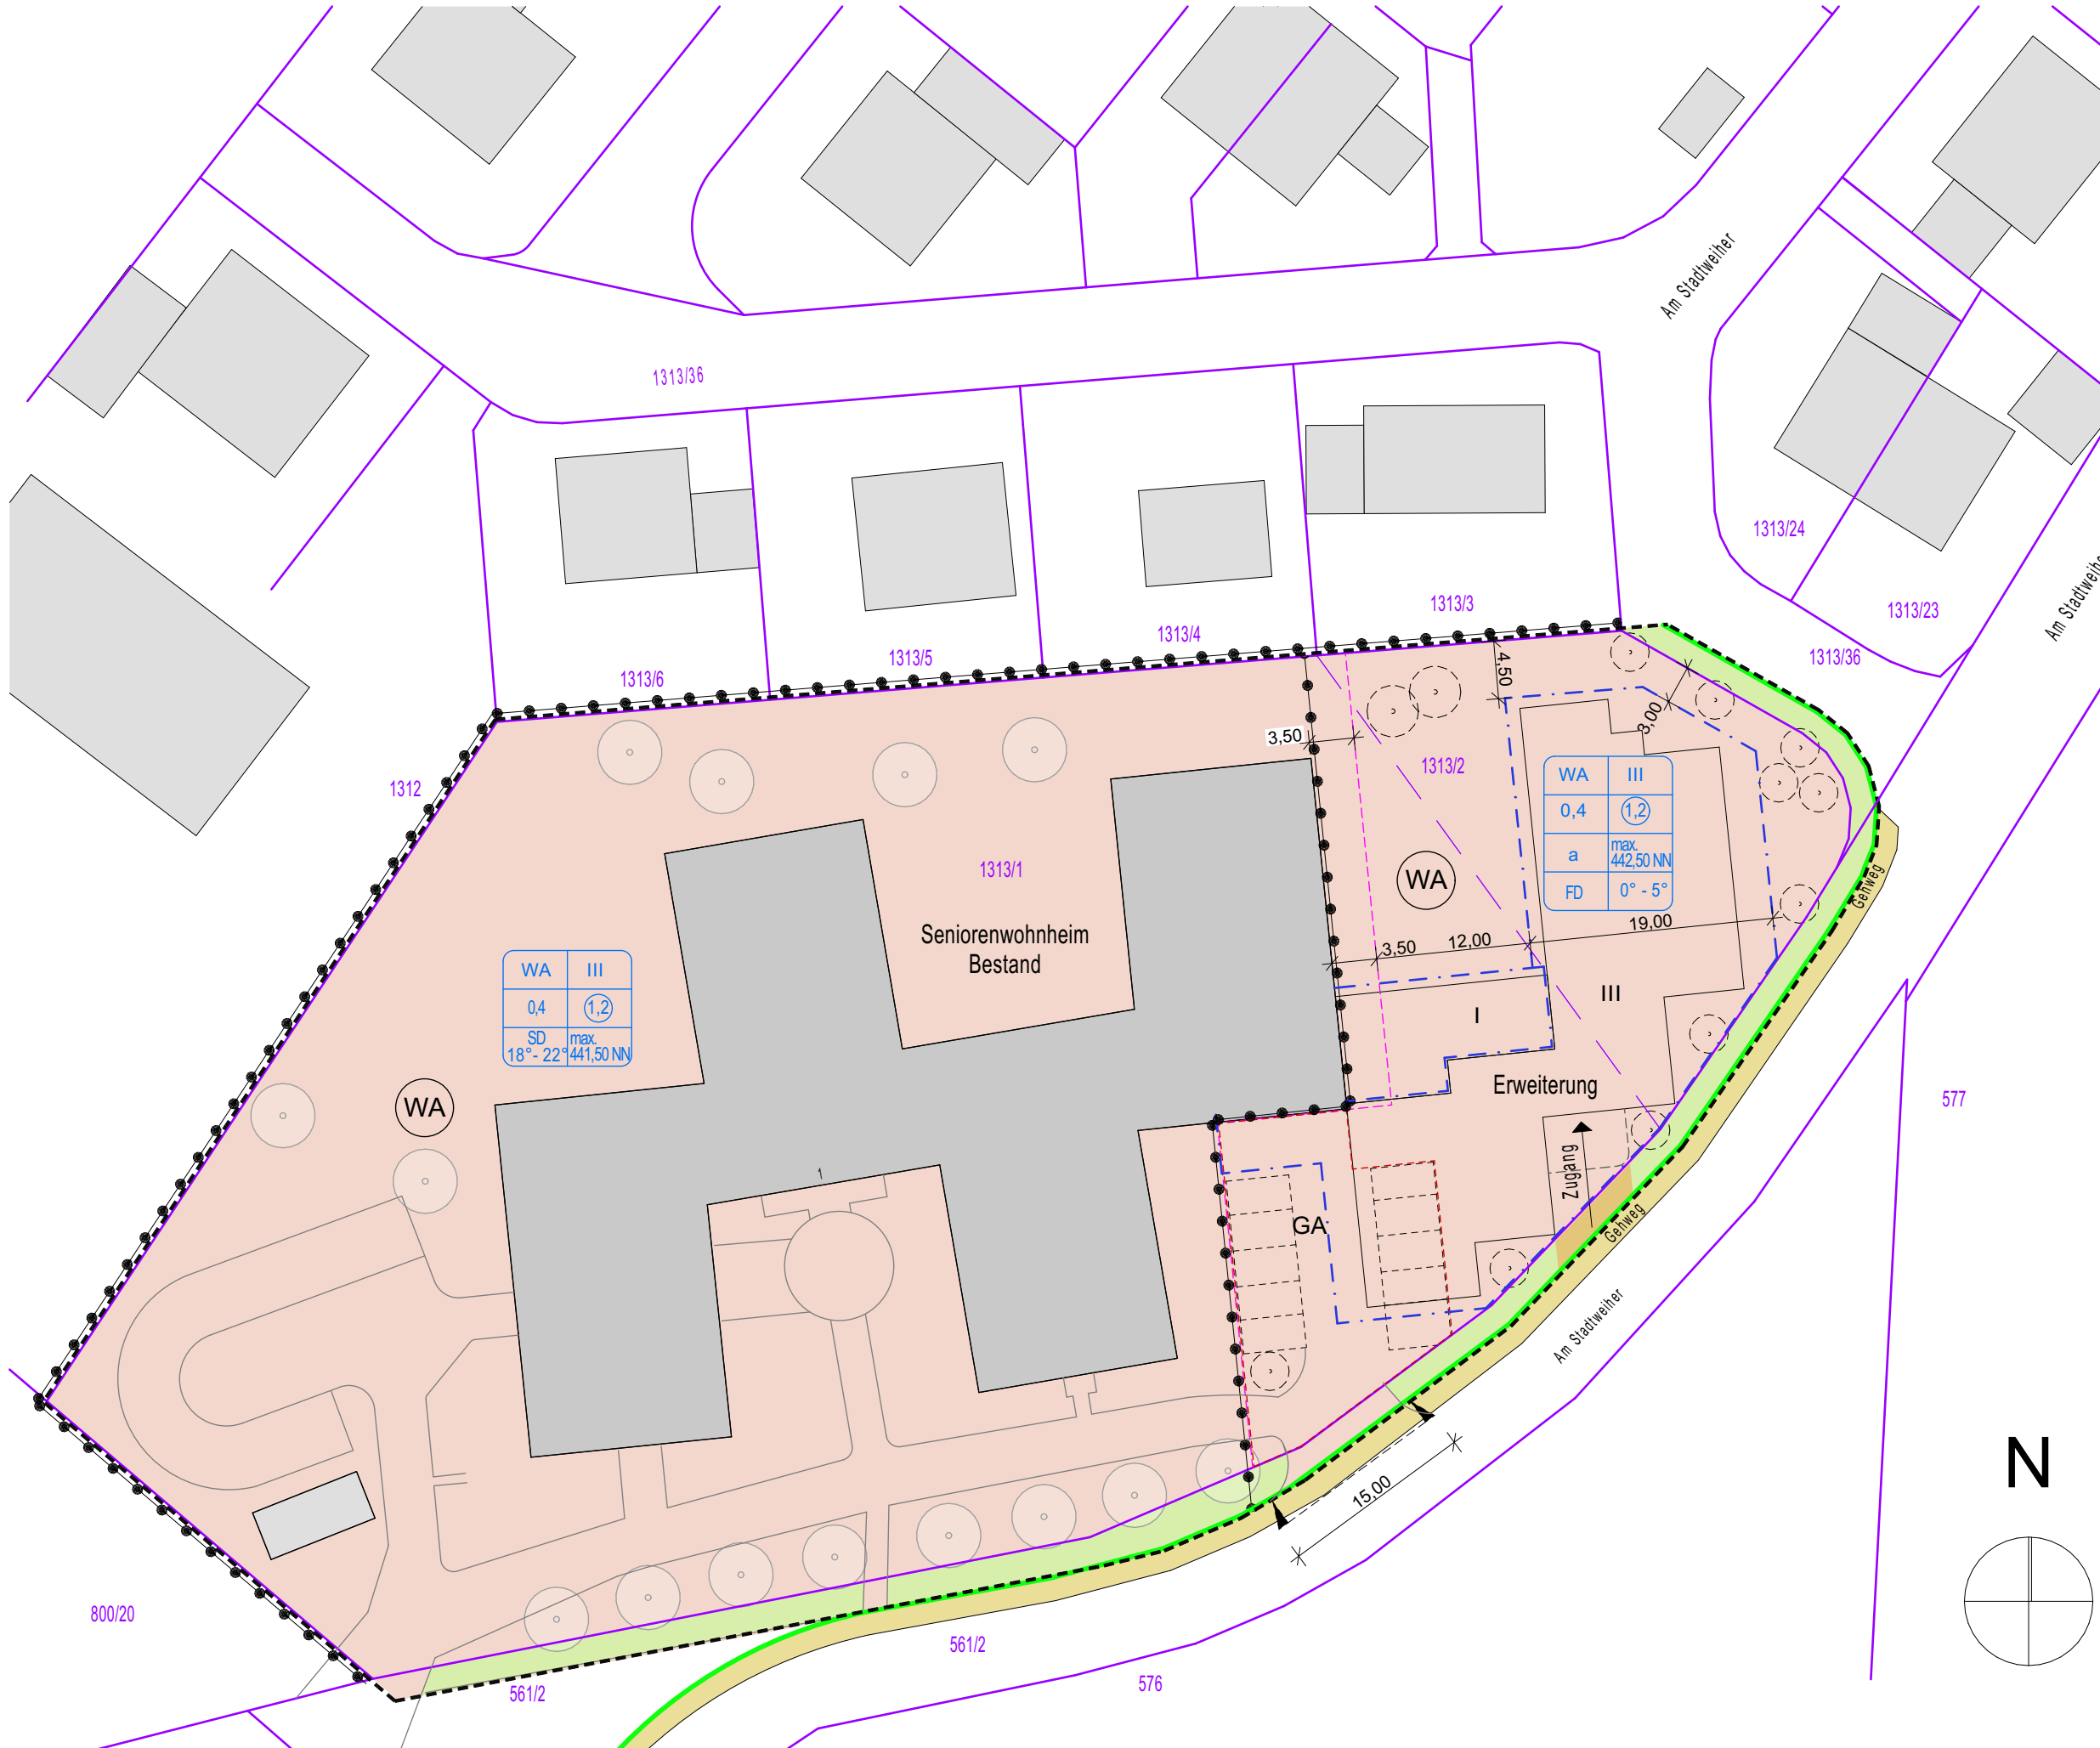 Am Stadtweiher
1313/36
1313/24
1313/23
Am Stadtweihe
1313/36
1313/3
1313/4
1313/5
1313/6
4,50
3,00
3,50
1312
1313/2
WA III
0,4 1,2
a max. 442,50 NN
FD 0° - 5°
1313/1
WA
Gehweg
Seniorenwohnheim
Bestand
19,00
3,50 12,00
WA III
0,4 1,2
SD 18°- 22° max. 441,50 NN
III
I
WA
Erweiterung
577
1
Zugang
GA
Gehweg
Am Stadtweiher
N
15,00
800/20
561/2
561/2
576